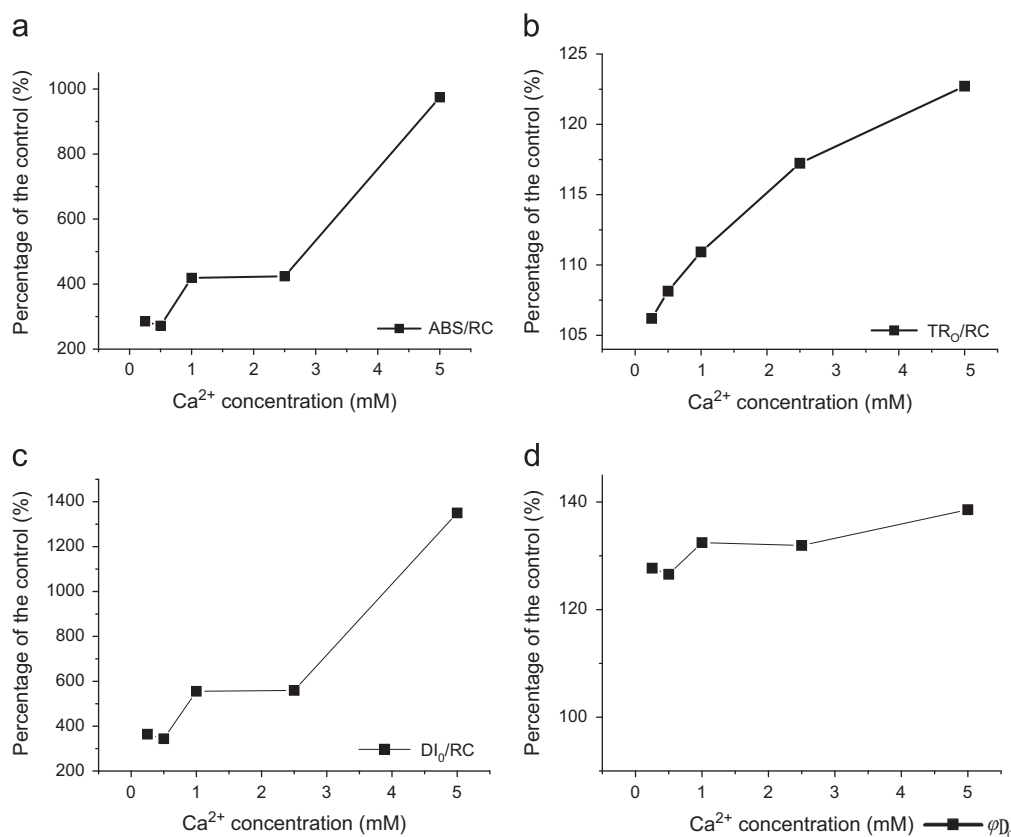 a
Percentage of the control (%)
1000
800
600
400
200
0 1 2 3 4 5
Ca²⁺ concentration (mM)
ABS/RC
b
Percentage of the control (%)
125
120
115
110
105
0 1 2 3 4 5
Ca²⁺ concentration (mM)
TR₀/RC
c
Percentage of the control (%)
1400
1200
1000
800
600
400
200
0 1 2 3 4 5
Ca²⁺ concentration (mM)
DI₀/RC
d
Percentage of the control (%)
140
120
100
0 1 2 3 4 5
Ca²⁺ concentration (mM)